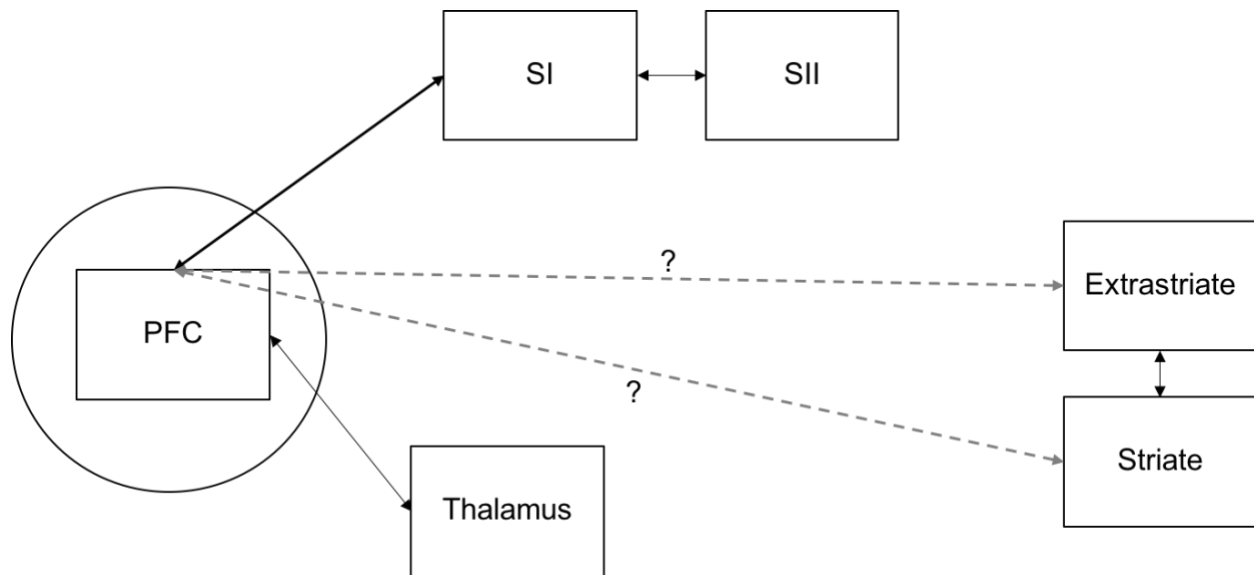 SI
SII
?
Extrastriate
PFC
?
Striate
Thalamus